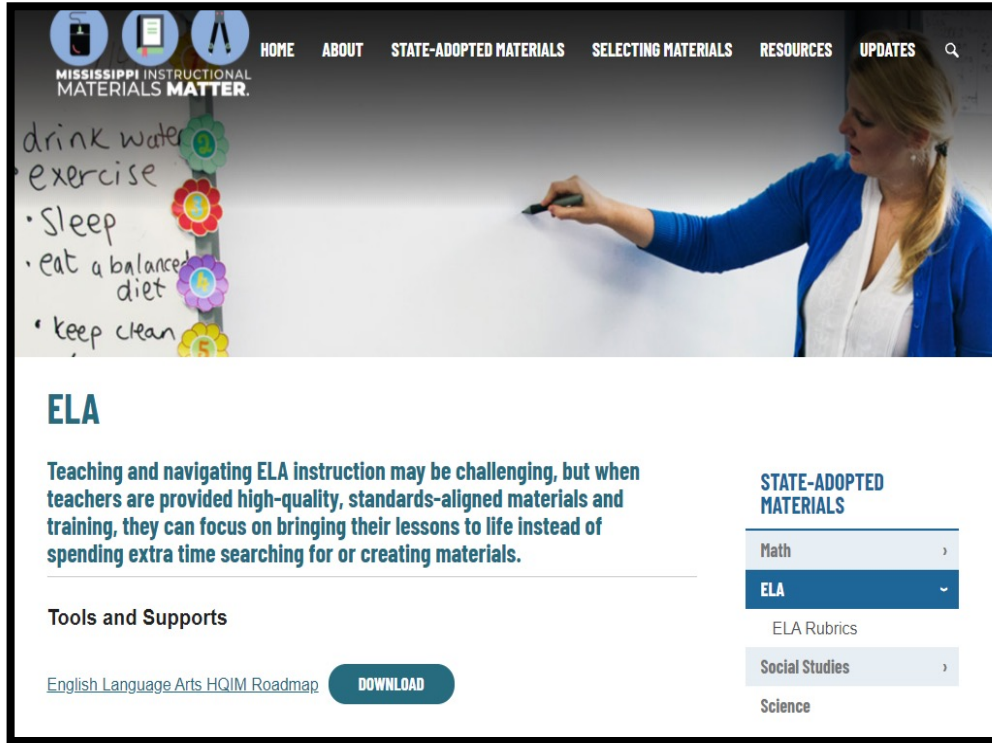 HOME ABOUT STATE-ADOPTED MATERIALS SELECTING MATERIALS RESOURCES UPDATES
MISSISSIPPI INSTRUCTIONAL
MATERIALS MATTER.
drink water
2
• exercise
3
• Sleep
• eat a balanced
diet
4
• keep clean
5
ELA
Teaching and navigating ELA instruction may be challenging, but when
teachers are provided high-quality, standards-aligned materials and
training, they can focus on bringing their lessons to life instead of
spending extra time searching for or creating materials.
Tools and Supports
English Language Arts HQIM Roadmap DOWNLOAD
STATE-ADOPTED
MATERIALS
Math
ELA
ELA Rubrics
Social Studies
Science